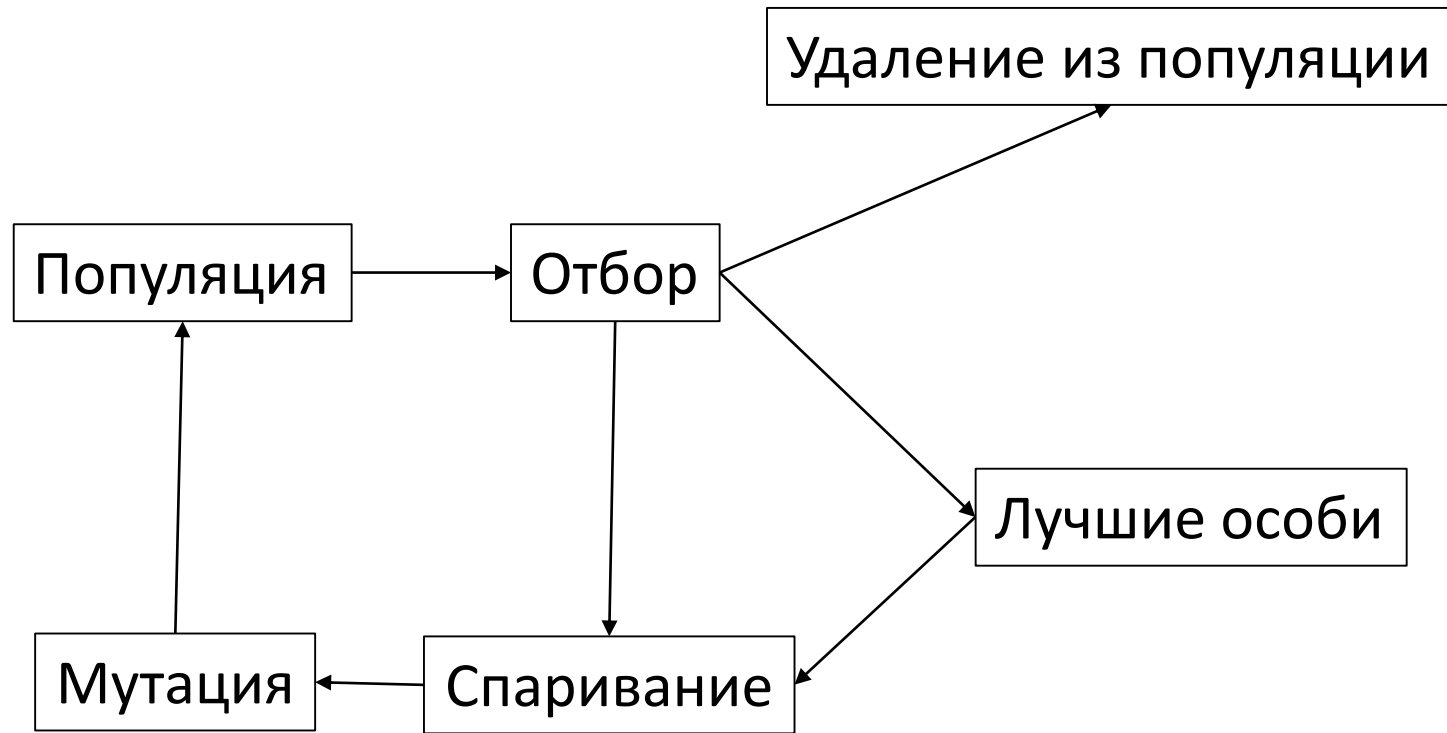 Удаление из популяции
Популяция
Отбор
Лучшие особи
Мутация
Спаривание